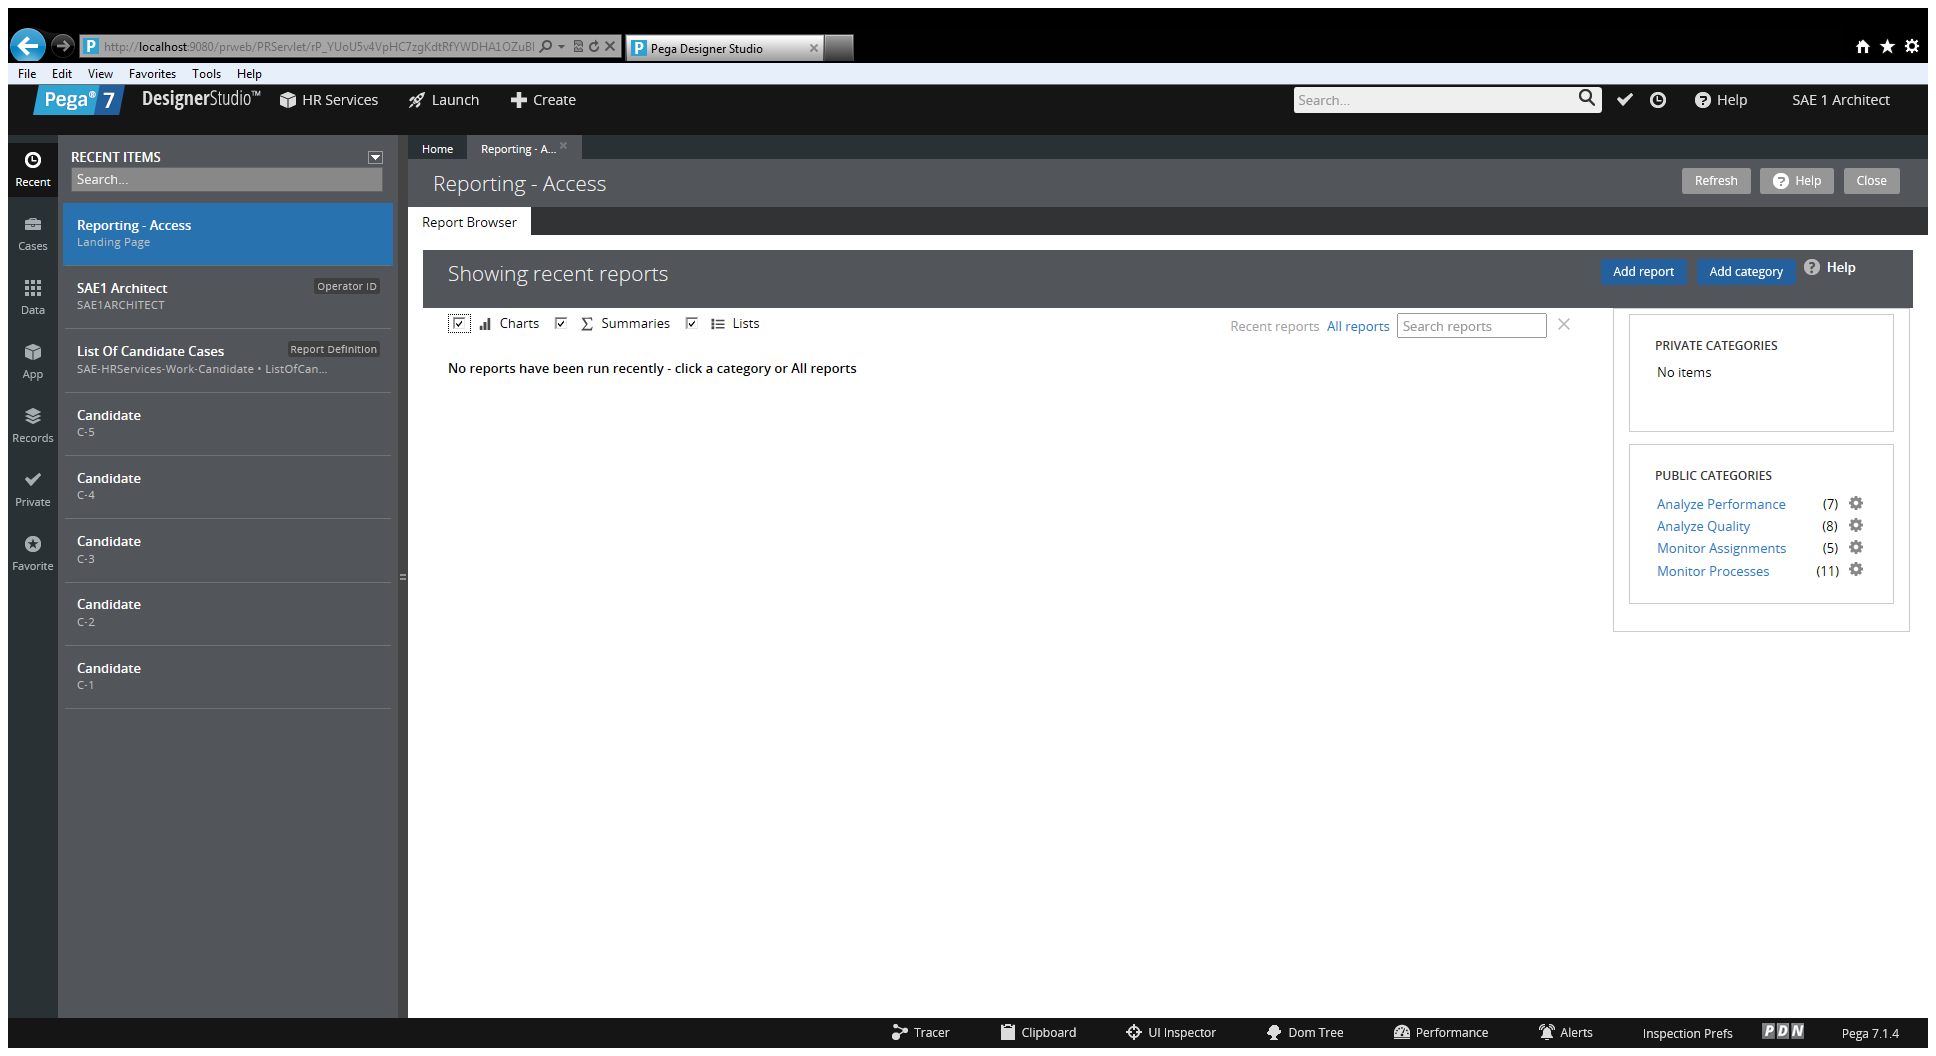 http://localhost:9080/prweb/PRServlet/rP_YUoU5v4VpHC7zgKdtRfYWDHA1OZuBl
Pega Designer Studio
File Edit View Favorites Tools Help
Pega® 7 DesignerStudio™ HR Services Launch Create Search... Help SAE 1 Architect
Recent
Cases
Data
App
Records
Private
Favorite
RECENT ITEMS
Search...
Reporting - Access
Landing Page
SAE1 Architect Operator ID
SAE1ARCHITECT
List Of Candidate Cases Report Definition
SAE-HRServices-Work-Candidate • ListOfCan...
Candidate
C-5
Candidate
C-4
Candidate
C-3
Candidate
C-2
Candidate
C-1
Home Reporting - A...
Reporting - Access Refresh Help Close
Report Browser
Showing recent reports Add report Add category Help
Charts Summaries Lists Recent reports All reports Search reports
No reports have been run recently - click a category or All reports
PRIVATE CATEGORIES
No items
PUBLIC CATEGORIES
Analyze Performance (7)
Analyze Quality (8)
Monitor Assignments (5)
Monitor Processes (11)
Tracer Clipboard UI Inspector Dom Tree Performance Alerts Inspection Prefs PDN Pega 7.1.4